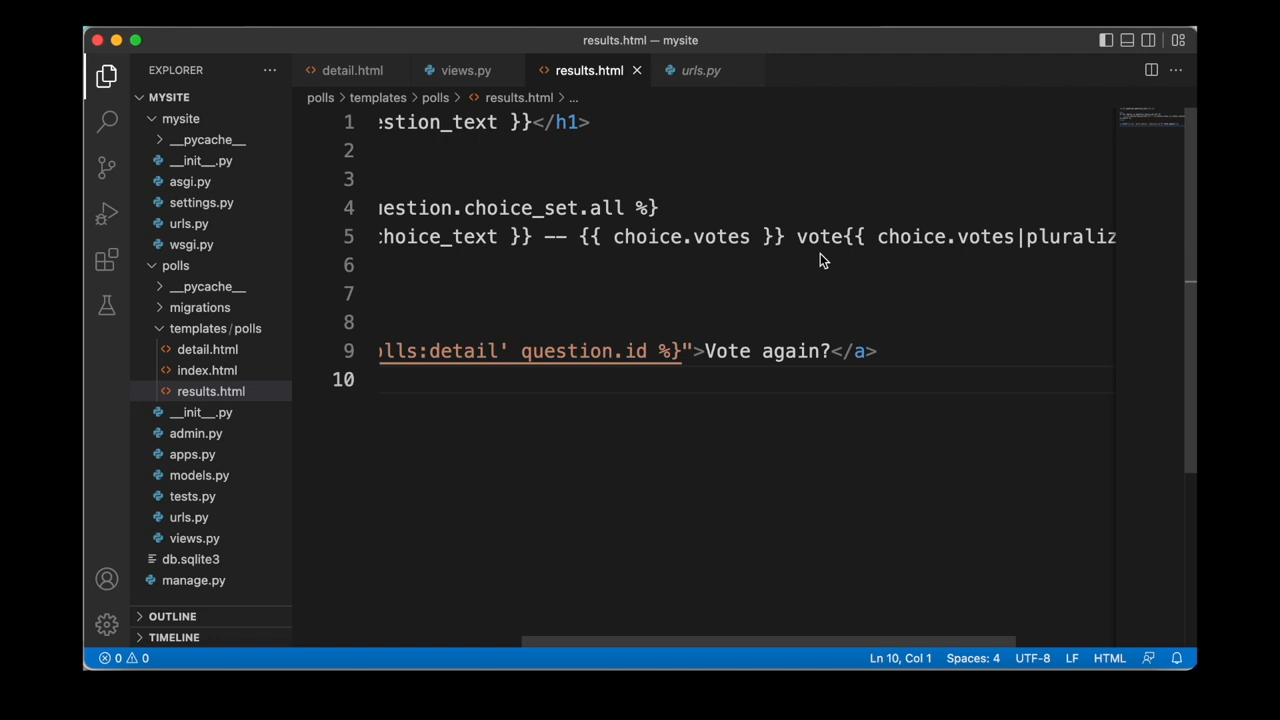 results.html — mysite
EXPLORER
detail.html
views.py
results.html
urls.py
MYSITE
polls > templates > polls > results.html > ...
mysite
__pycache__
__init__.py
asgi.py
settings.py
urls.py
wsgi.py
polls
__pycache__
migrations
templates/polls
detail.html
index.html
results.html
__init__.py
admin.py
apps.py
models.py
tests.py
urls.py
views.py
db.sqlite3
manage.py
OUTLINE
TIMELINE
1 estion_text }}</h1>
2
3
4 uestion.choice_set.all %}
5 choice_text }} -- {{ choice.votes }} vote{{ choice.votes|pluraliz
6
7
8
9 olls:detail' question.id %}">Vote again?</a>
10
0 0
Ln 10, Col 1 Spaces: 4 UTF-8 LF HTML